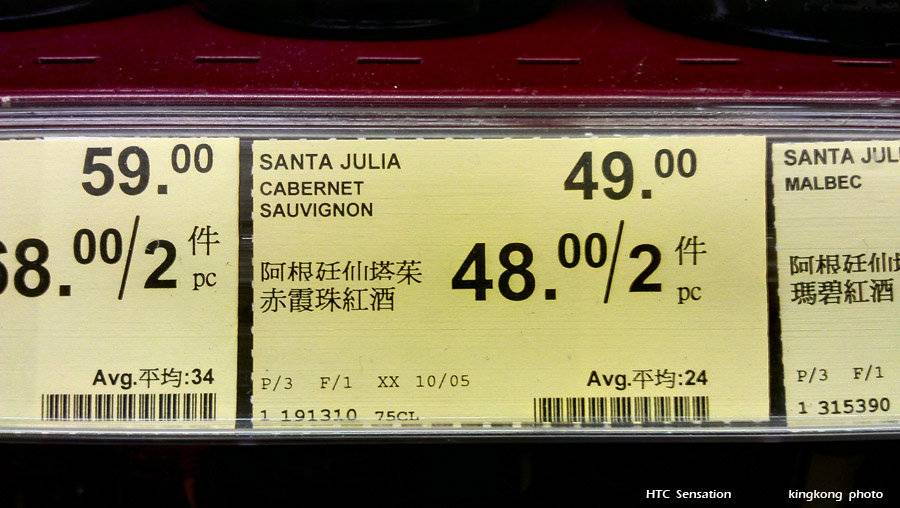 59.00
68.00/2 件
pc
Avg.平均:34
SANTA JULIA
CABERNET
SAUVIGNON
49.00
阿根廷仙塔茱
赤霞珠紅酒
48.00/2 件
pc
P/3 F/1 XX 10/05
Avg.平均:24
1 191310 75CL
SANTA JUL
MALBEC
阿根廷仙
瑪碧紅酒
P/3 F/1
1 315390
HTC Sensation
kingkong photo